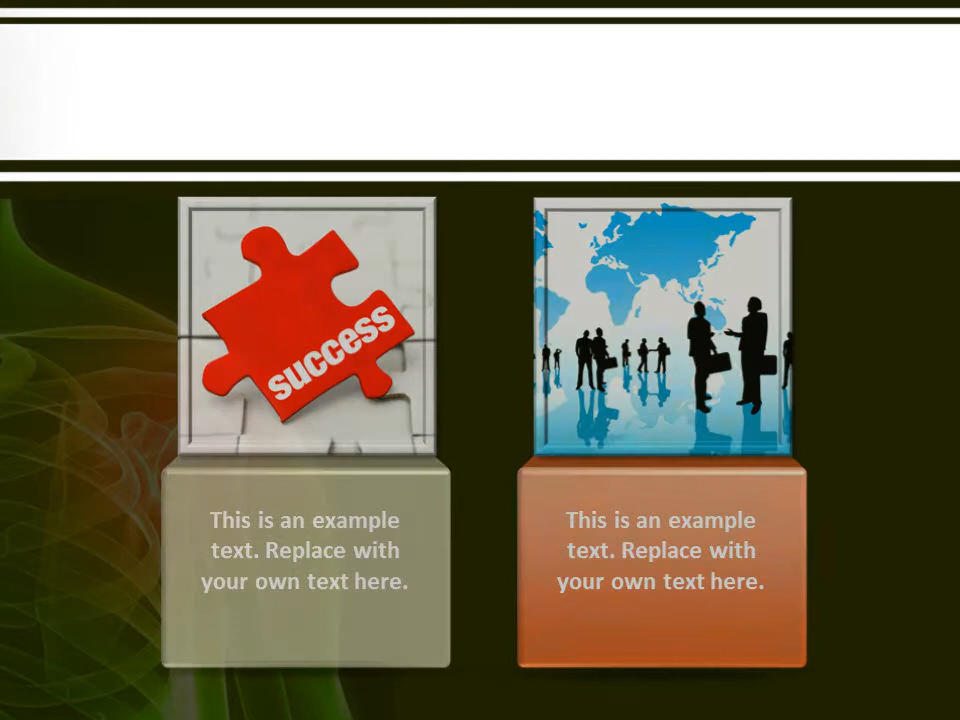 success
This is an example
text. Replace with
your own text here.
This is an example
text. Replace with
your own text here.